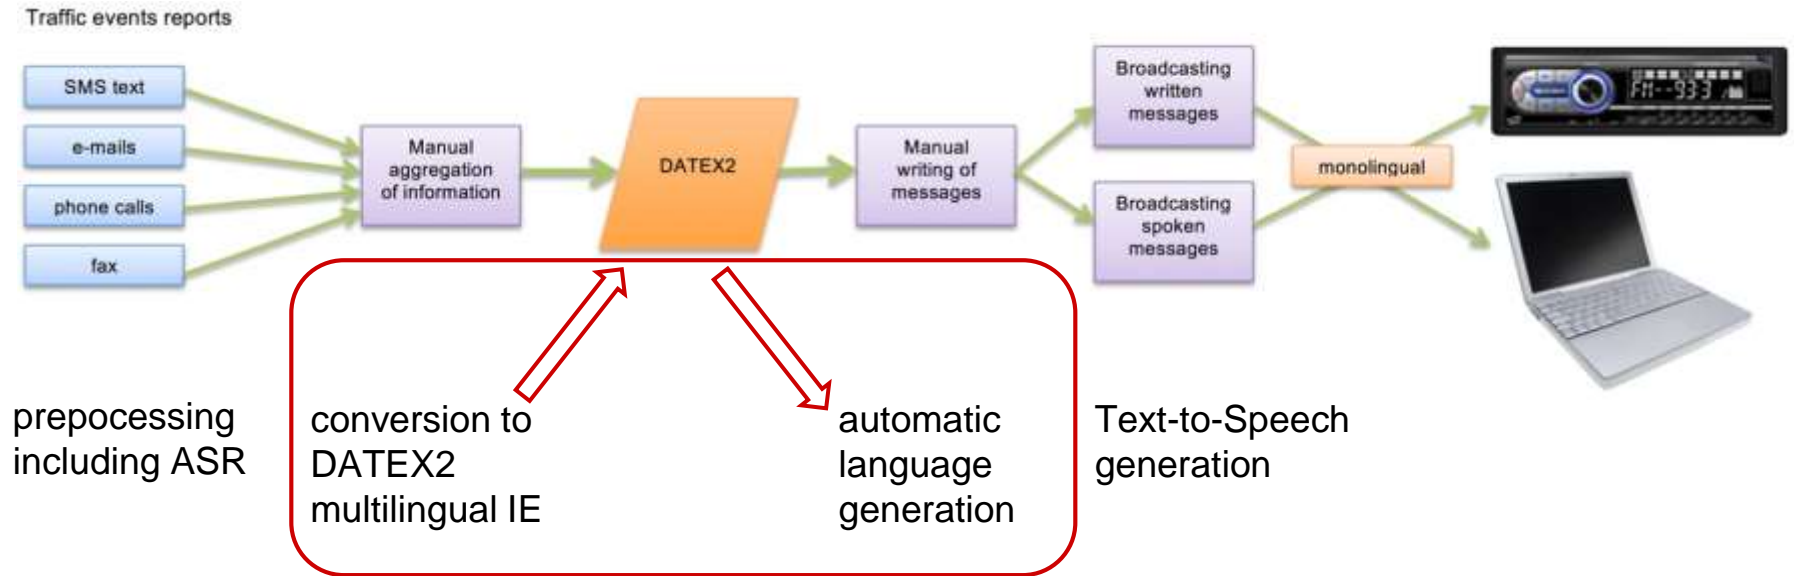 Traffic events reports
SMS text
e-mails
phone calls
fax
Manual
aggregation
of information
DATEX2
Manual
writing of
messages
Broadcasting
written
messages
Broadcasting
spoken
messages
monolingual
FM--933
prepocessing
including ASR
conversion to
DATEX2
multilingual IE
automatic
language
generation
Text-to-Speech
generation